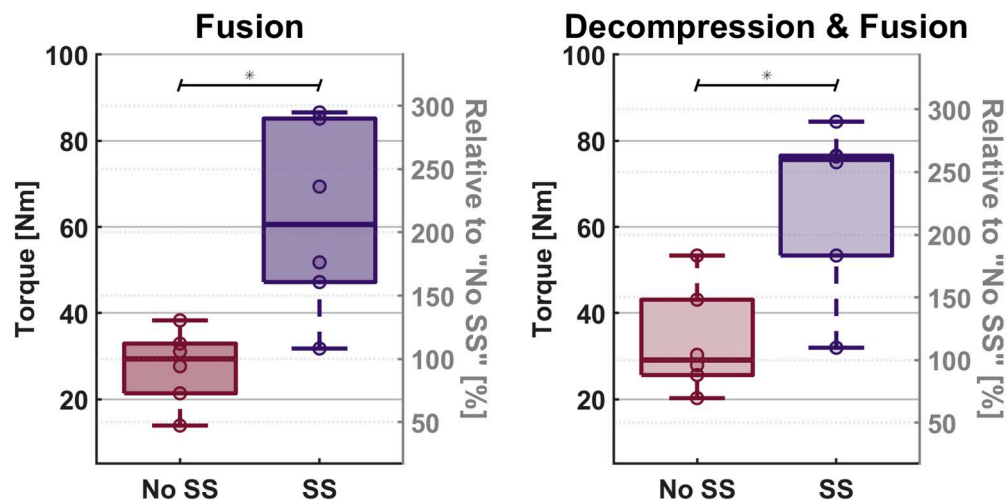 Fusion
Decompression & Fusion
100
80
60
40
20
Torque [Nm]
*
300
250
200
150
100
50
Relative to "No SS" [%]
No SS
SS
100
80
60
40
20
Torque [Nm]
*
300
250
200
150
100
50
Relative to "No SS" [%]
No SS
SS